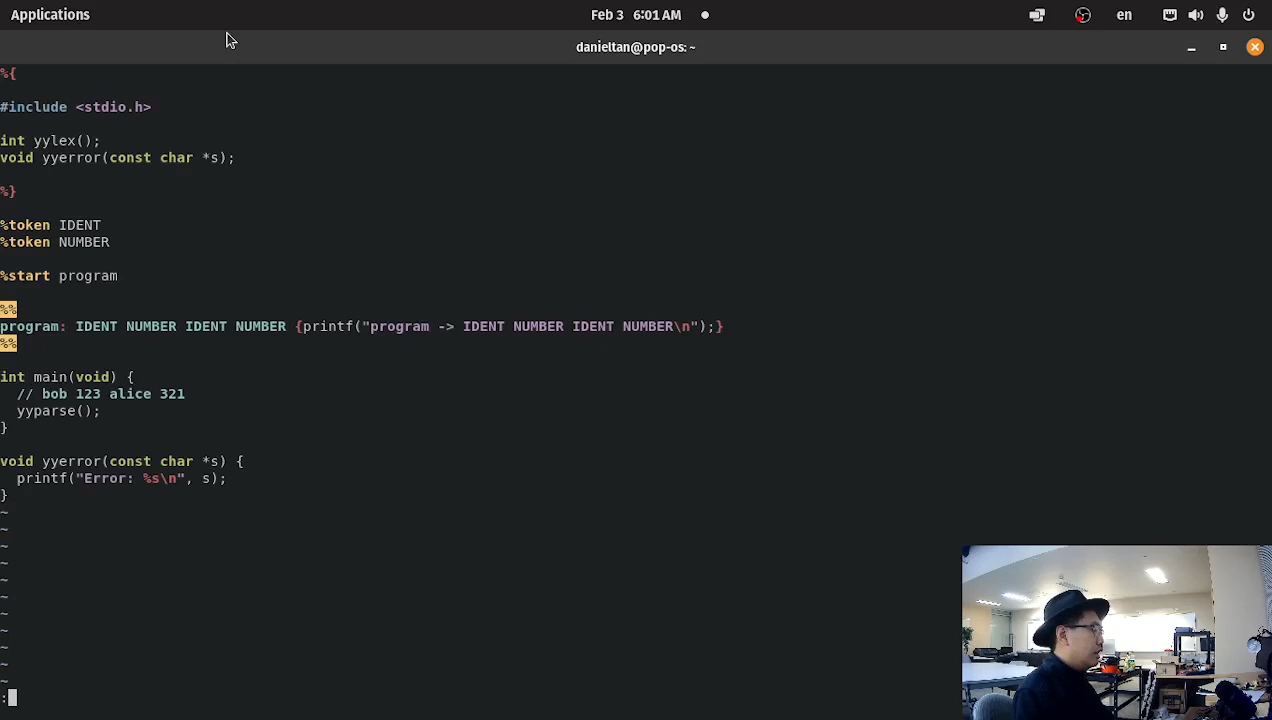 Applications
Feb 3 6:01 AM
en
danieltan@pop-os: ~
%{
#include <stdio.h>
int yylex();
void yyerror(const char *s);
%}
%token IDENT
%token NUMBER
%start program
%%
program: IDENT NUMBER IDENT NUMBER {printf("program -> IDENT NUMBER IDENT NUMBER\n");}
%%
int main(void) {
  // bob 123 alice 321
  yyparse();
}
void yyerror(const char *s) {
  printf("Error: %s\n", s);
}
~
~
~
~
~
~
~
~
~
~
~
: